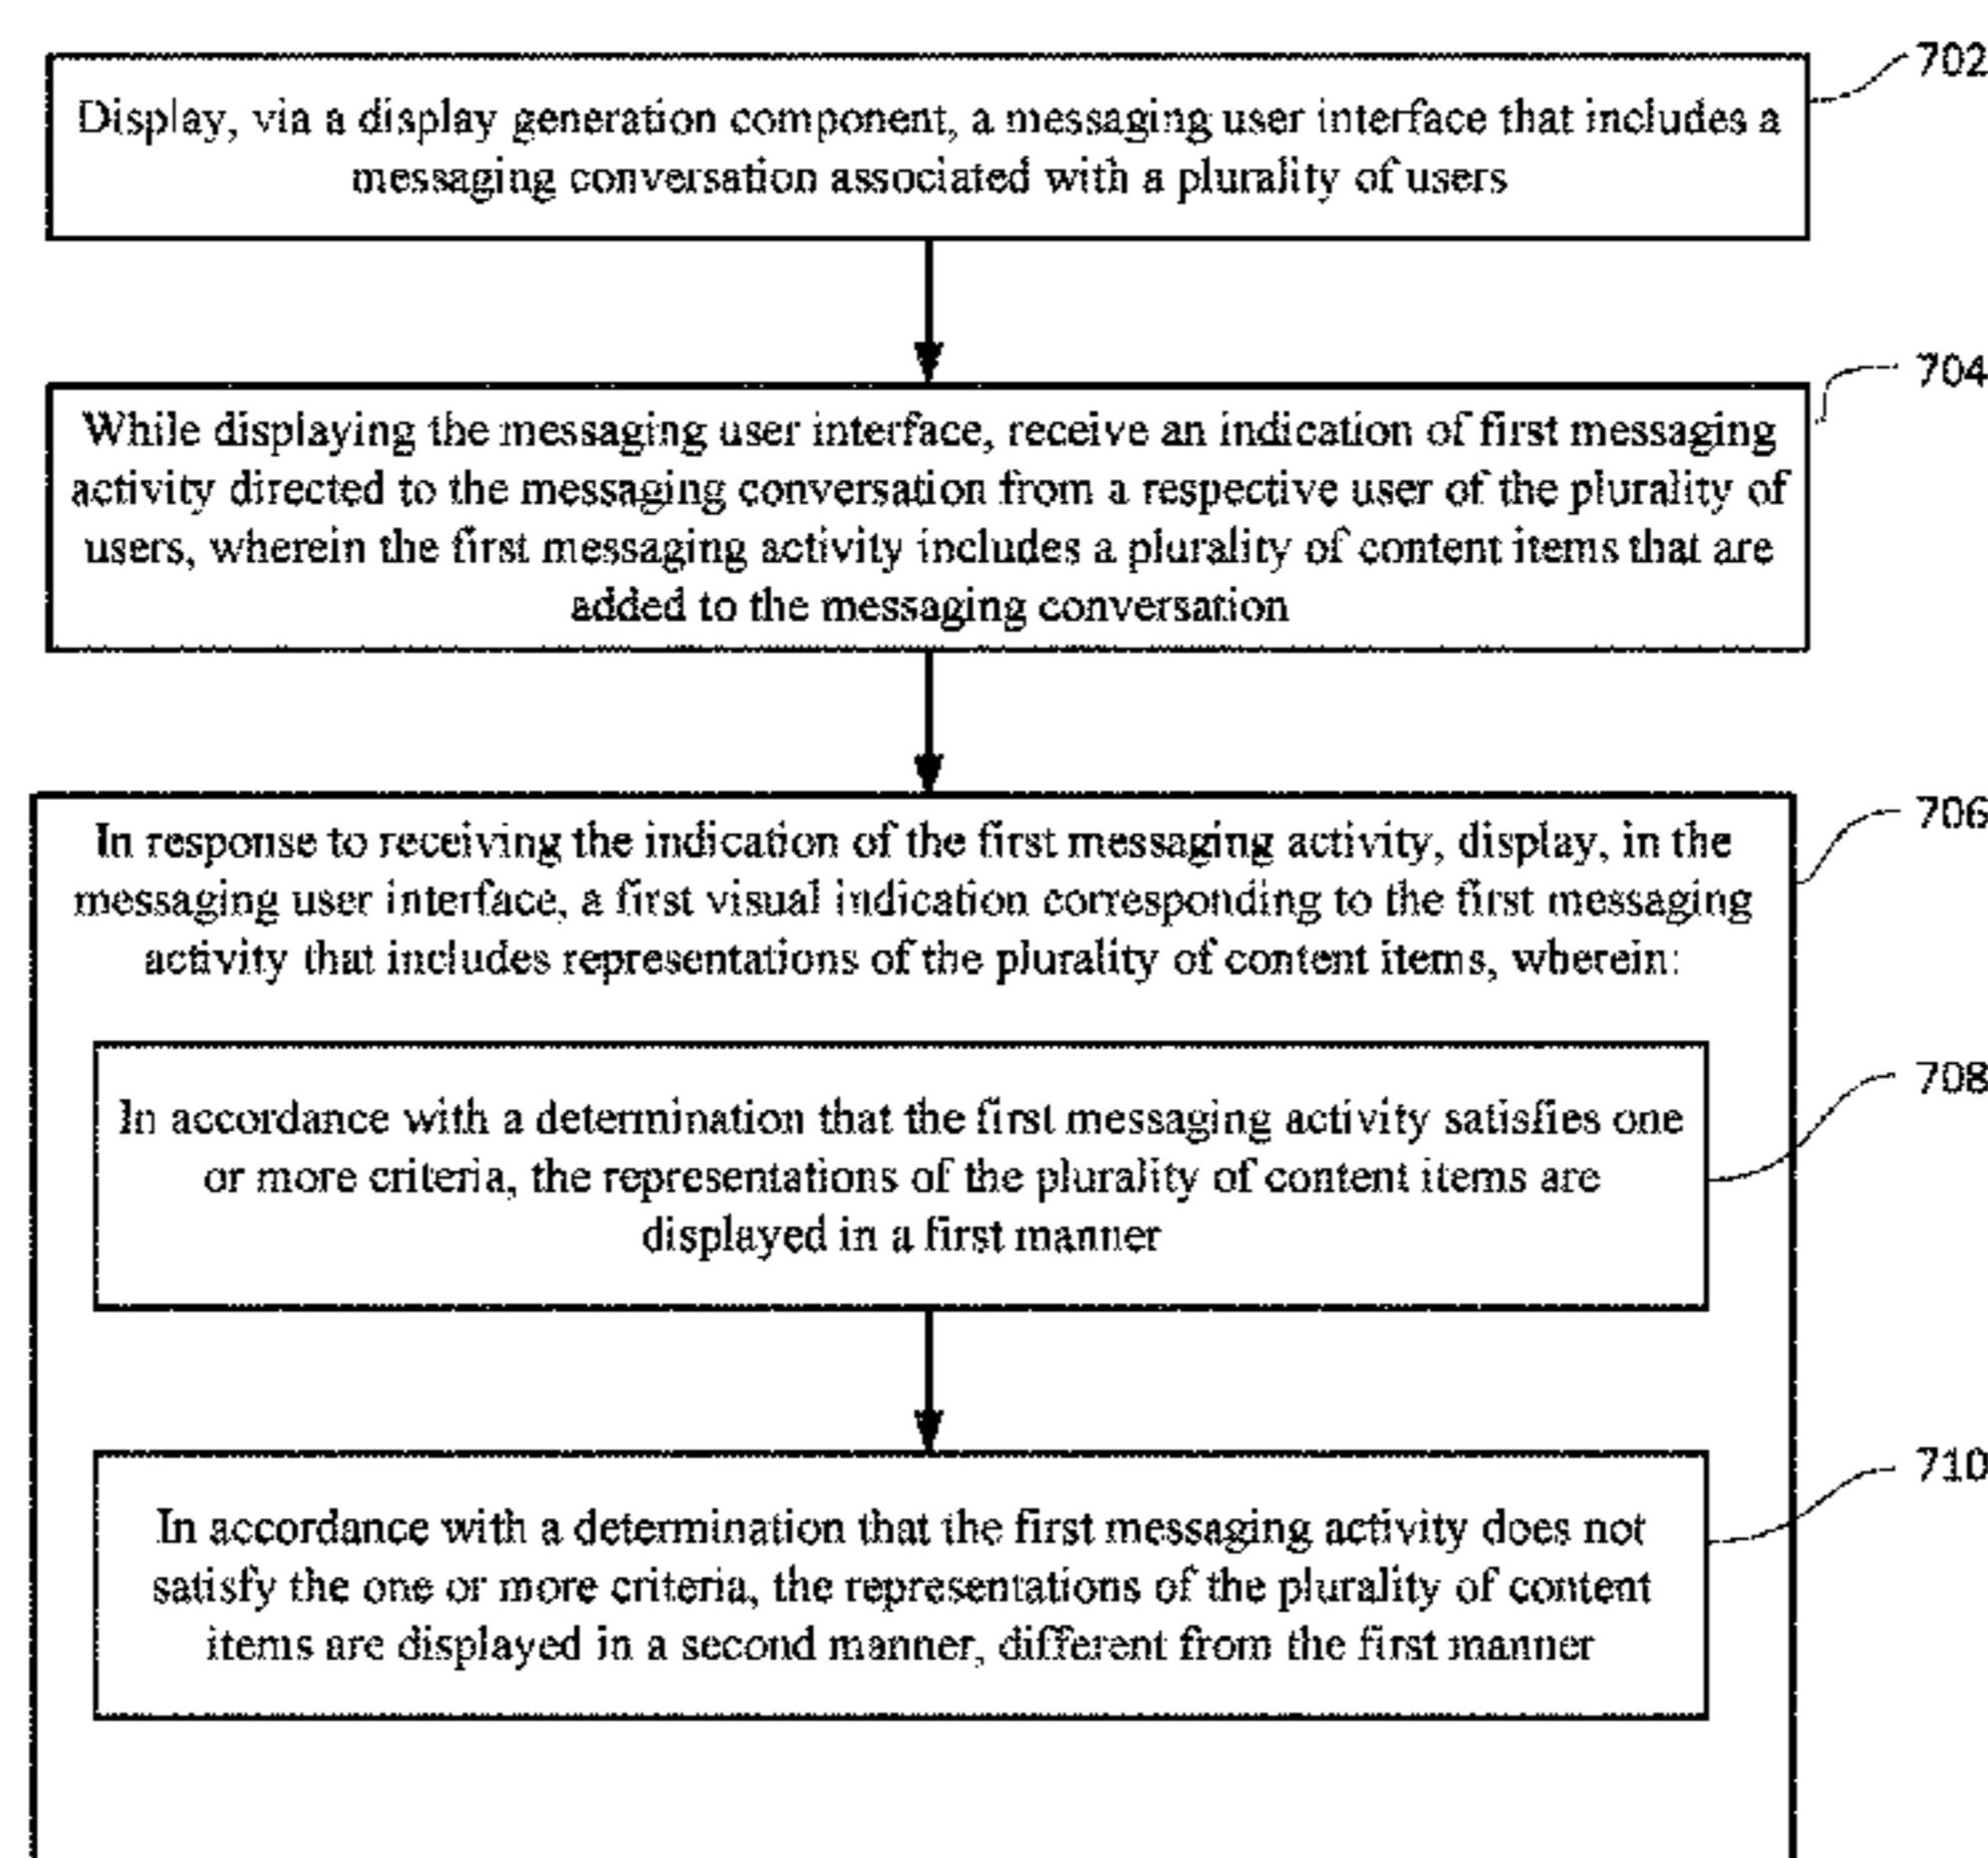 702
Display, via a display generation component, a messaging user interface that includes a
messaging conversation associated with a plurality of users
704
While displaying the messaging user interface, receive an indication of first messaging
activity directed to the messaging conversation from a respective user of the plurality of
users, wherein the first messaging activity includes a plurality of content items that are
added to the messaging conversation
706
In response to receiving the indication of the first messaging activity, display, in the
messaging user interface, a first visual indication corresponding to the first messaging
activity that includes representations of the plurality of content items, wherein:
708
In accordance with a determination that the first messaging activity satisfies one
or more criteria, the representations of the plurality of content items are
displayed in a first manner
710
In accordance with a determination that the first messaging activity does not
satisfy the one or more criteria, the representations of the plurality of content
items are displayed in a second manner, different from the first manner